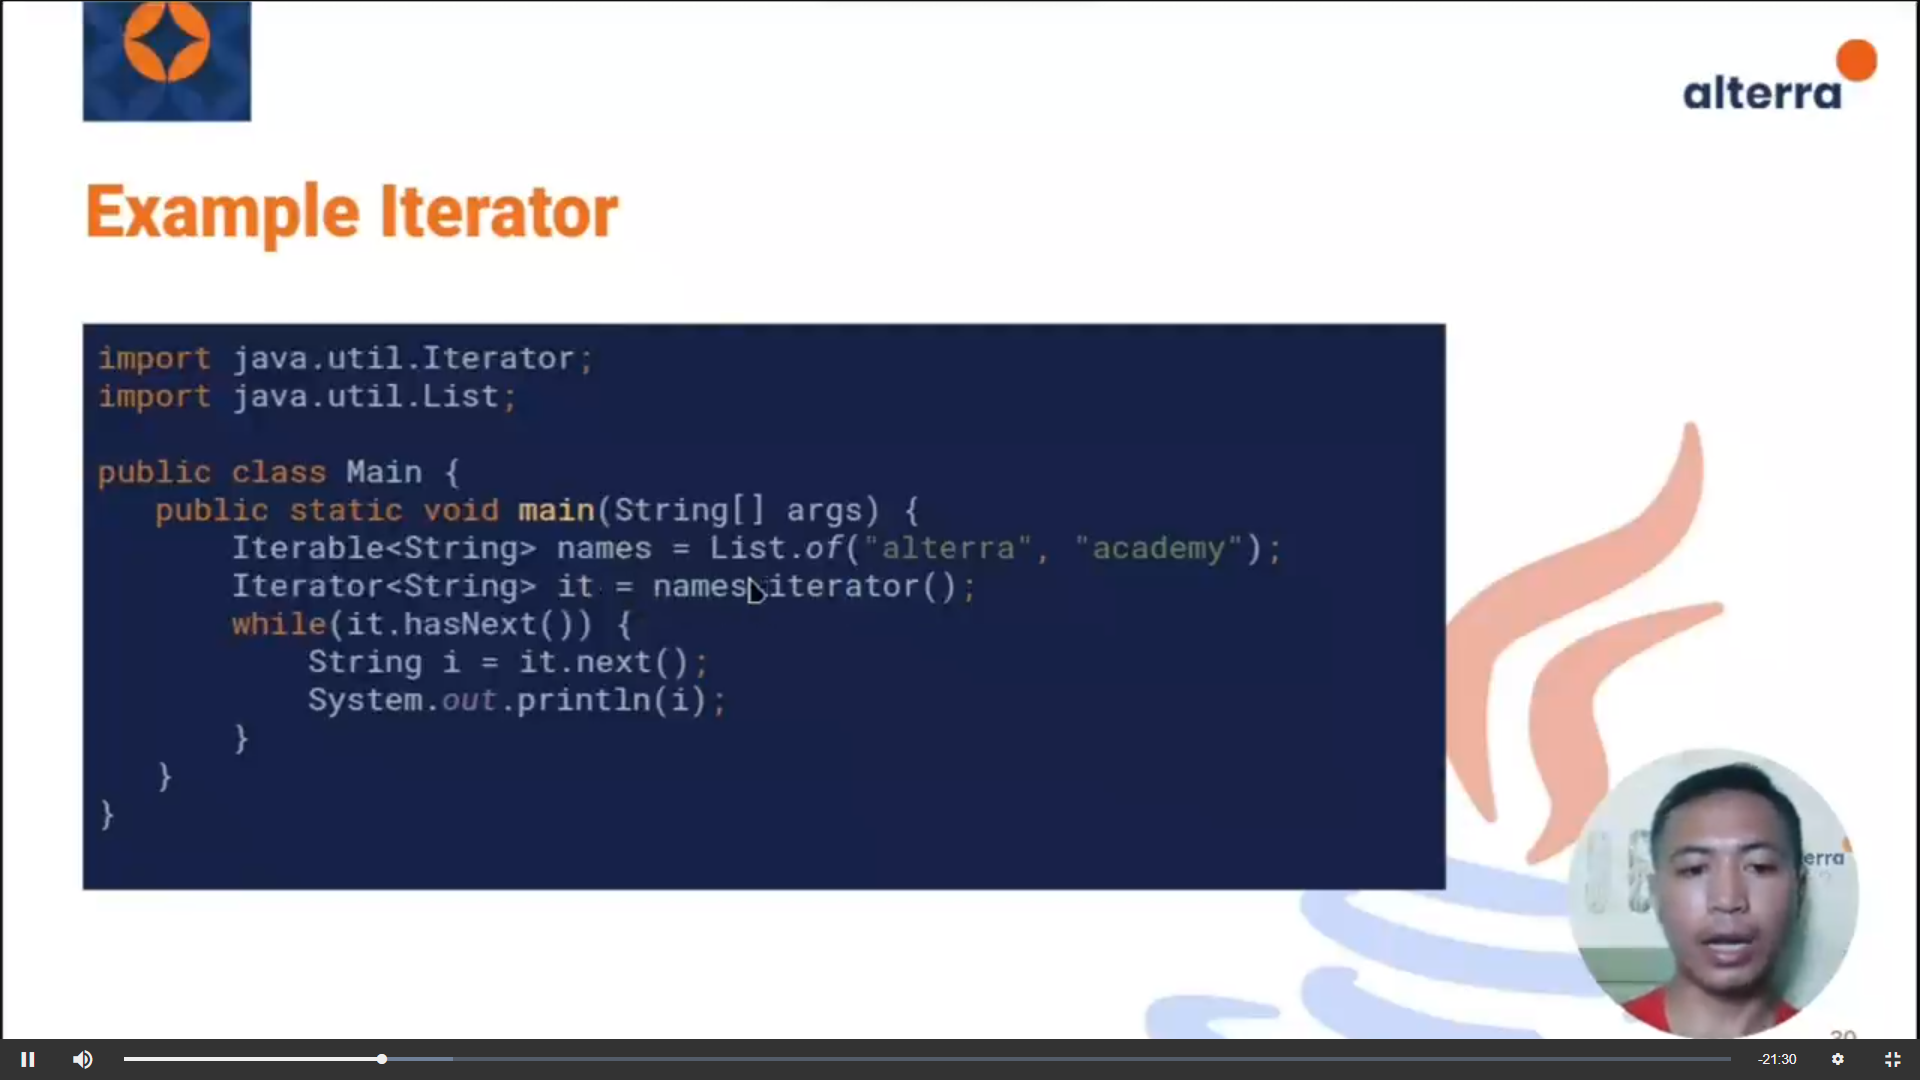 alterra
Example Iterator
import java.util.Iterator;
import java.util.List;
public class Main {
public static void main(String[] args) {
Iterable<String> names = List.of("alterra", "academy");
Iterator<String> it = names.iterator();
while(it.hasNext()) {
String i = it.next();
System.out.println(i);
}
}
}
erra
-21:30